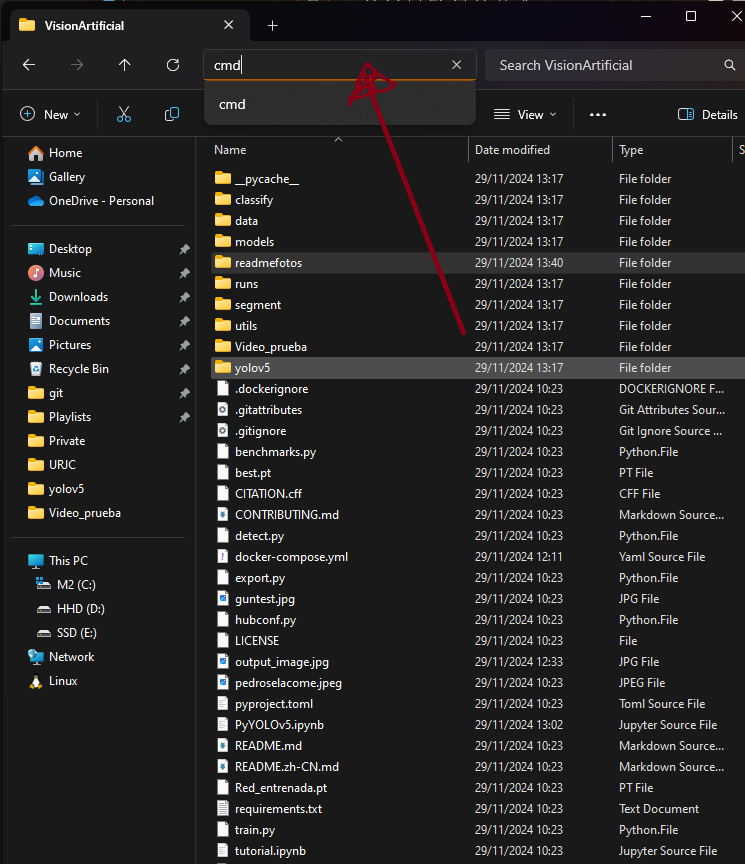 VisionArtificial
cmd
Search VisionArtificial
cmd
New
View
Details
Home
Gallery
OneDrive - Personal
Desktop
Music
Downloads
Documents
Pictures
Recycle Bin
git
Playlists
Private
URJC
yolov5
Video_prueba
This PC
M2 (C:)
HHD (D:)
SSD (E:)
Network
Linux
Name Date modified Type S
__pycache__ 29/11/2024 13:17 File folder
classify 29/11/2024 13:17 File folder
data 29/11/2024 13:17 File folder
models 29/11/2024 13:17 File folder
readmefotos 29/11/2024 13:40 File folder
runs 29/11/2024 13:17 File folder
segment 29/11/2024 13:17 File folder
utils 29/11/2024 13:17 File folder
Video_prueba 29/11/2024 13:17 File folder
yolov5 29/11/2024 13:17 File folder
.dockerignore 29/11/2024 10:23 DOCKERIGNORE F...
.gitattributes 29/11/2024 10:23 Git Attributes Sour...
.gitignore 29/11/2024 10:23 Git Ignore Source ...
benchmarks.py 29/11/2024 10:23 Python.File
best.pt 29/11/2024 10:23 PT File
CITATION.cff 29/11/2024 10:23 CFF File
CONTRIBUTING.md 29/11/2024 10:23 Markdown Source...
detect.py 29/11/2024 10:23 Python.File
docker-compose.yml 29/11/2024 12:11 Yaml Source File
export.py 29/11/2024 10:23 Python.File
guntest.jpg 29/11/2024 10:23 JPG File
hubconf.py 29/11/2024 10:23 Python.File
LICENSE 29/11/2024 10:23 File
output_image.jpg 29/11/2024 12:33 JPG File
pedroselacome.jpeg 29/11/2024 10:23 JPEG File
pyproject.toml 29/11/2024 10:23 Toml Source File
PyYOLOv5.ipynb 29/11/2024 13:02 Jupyter Source File
README.md 29/11/2024 10:23 Markdown Source...
README.zh-CN.md 29/11/2024 10:23 Markdown Source...
Red_entrenada.pt 29/11/2024 10:23 PT File
requirements.txt 29/11/2024 10:23 Text Document
train.py 29/11/2024 10:23 Python.File
tutorial.ipynb 29/11/2024 10:23 Jupyter Source File